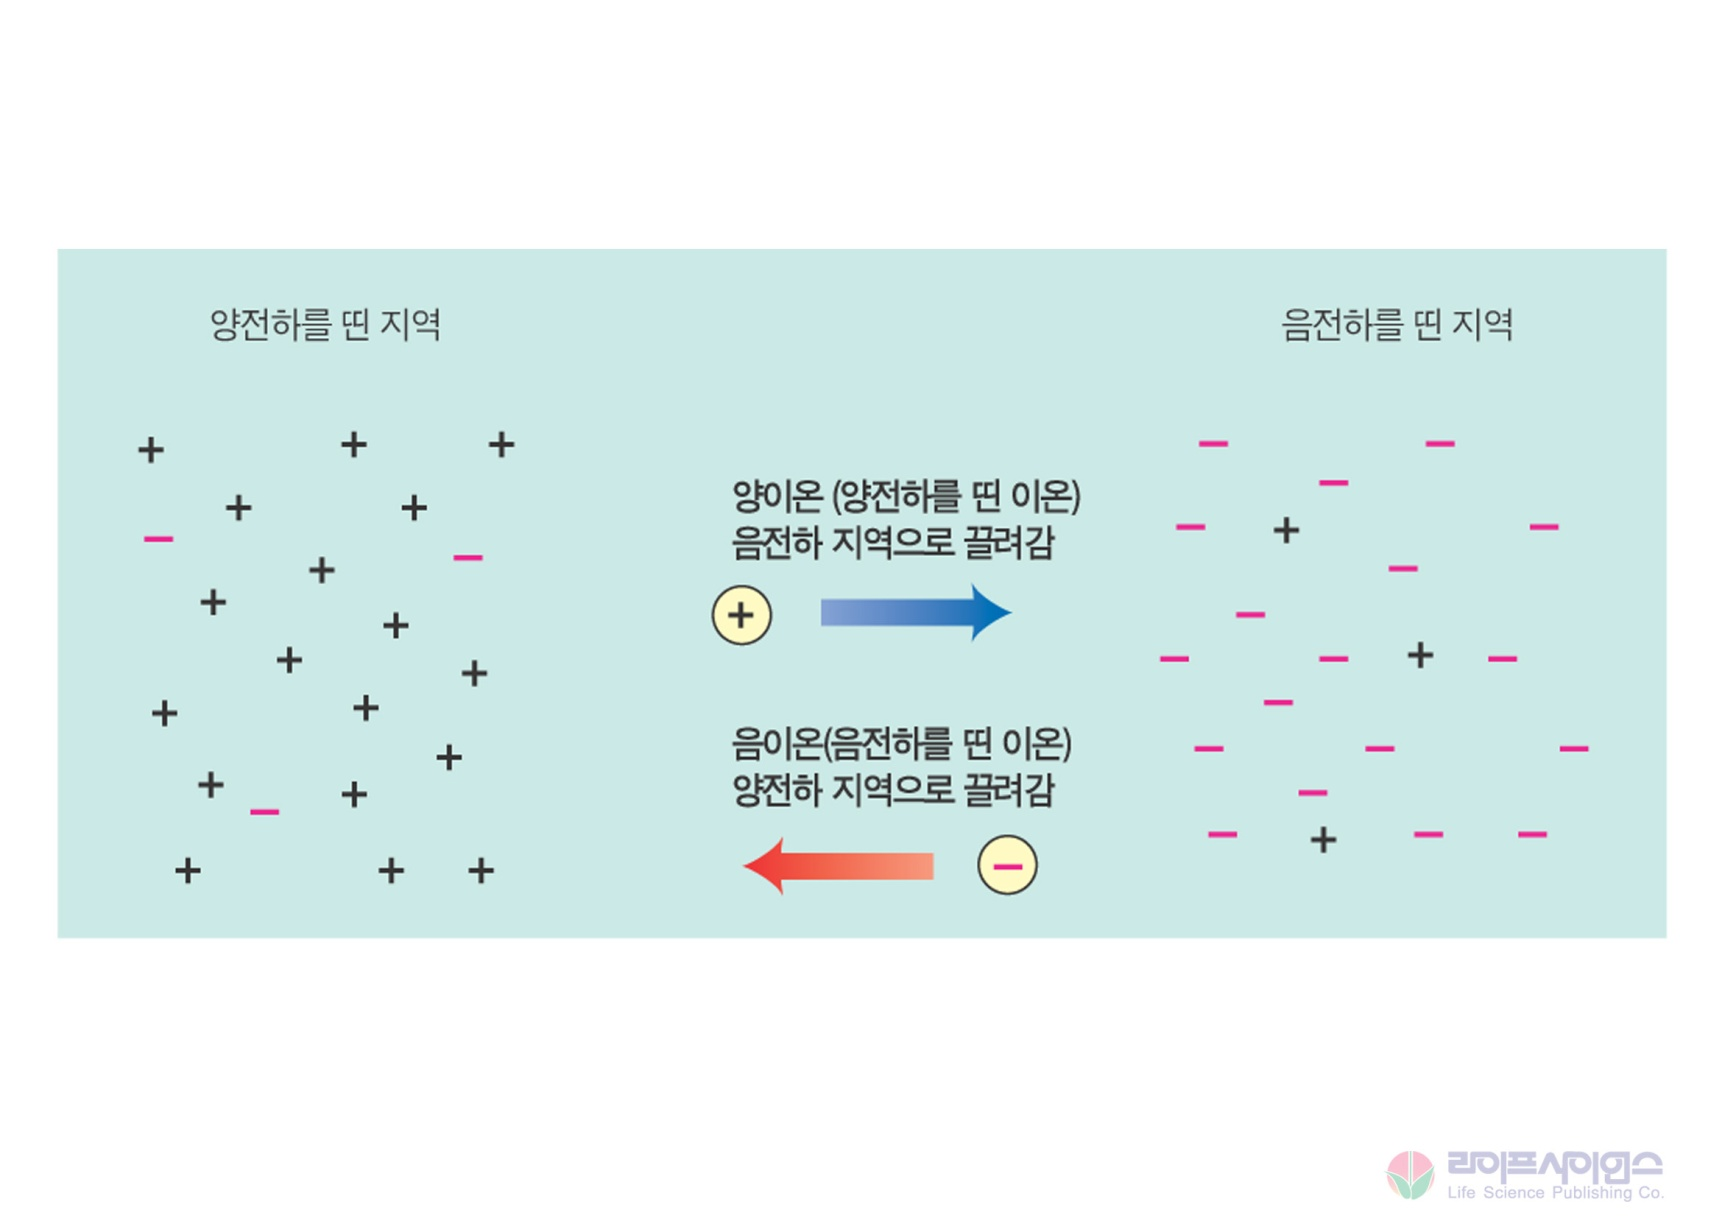 양전하를 띤 지역
음전하를 띤 지역
양이온 (양전하를 띤 이온)
음전하 지역으로 끌려감
음이온(음전하를 띤 이온)
양전하 지역으로 끌려감
라이프사이언스
Life Science Publishing Co.